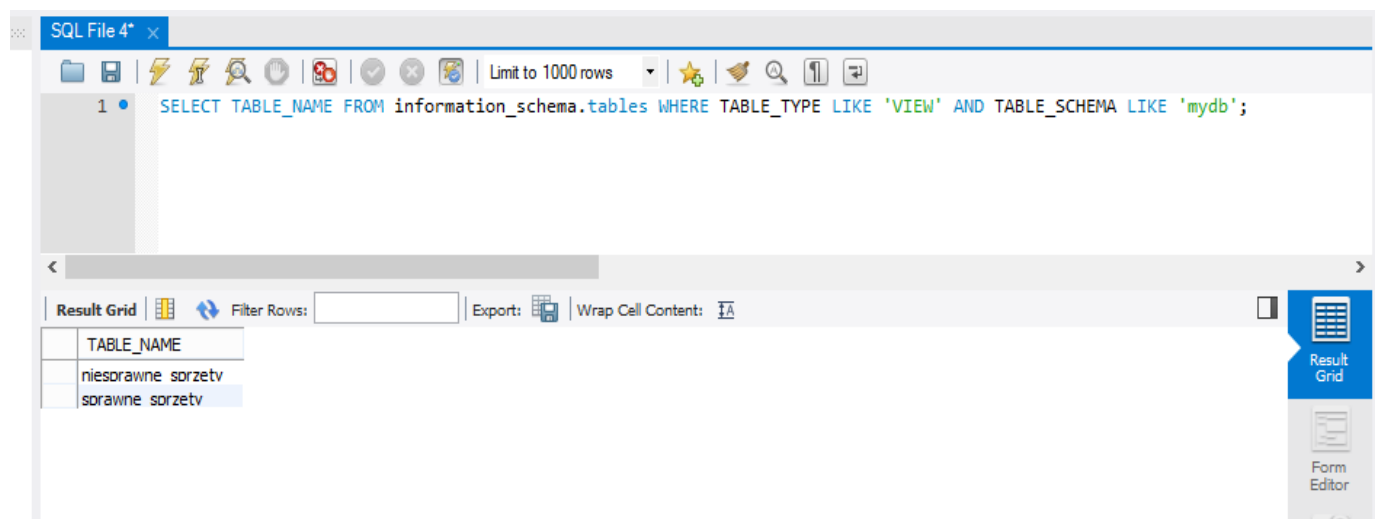 SQL File 4*
Limit to 1000 rows
1 SELECT TABLE_NAME FROM information_schema.tables WHERE TABLE_TYPE LIKE 'VIEW' AND TABLE_SCHEMA LIKE 'mydb';
Result Grid Filter Rows: Export: Wrap Cell Content: IA
TABLE_NAME
niesprawne_sprzety
sprawne_sprzety
Result
Grid
Form
Editor